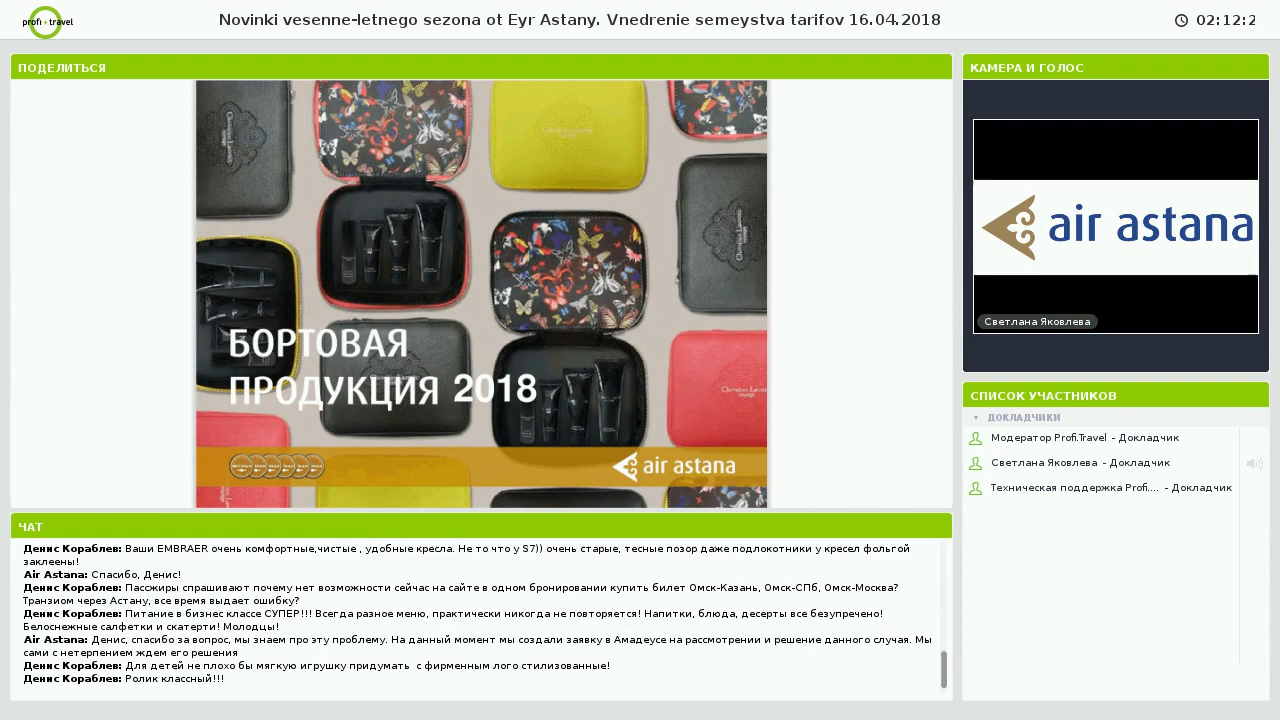 profi+travel
Novinki vesenne-letnego sezona ot Eyr Astany. Vnedrenie semeystva tarifov 16.04.2018
02:12:2
ПОДЕЛИТЬСЯ
БОРТОВАЯ
ПРОДУКЦИЯ 2018
air astana
КАМЕРА И ГОЛОС
air astana
Светлана Яковлева
СПИСОК УЧАСТНИКОВ
ДОКЛАДЧИКИ
Модератор Profi.Travel - Докладчик
Светлана Яковлева - Докладчик
Техническая поддержка Profi.... - Докладчик
ЧАТ
Денис Кораблев: Ваши EMBRAER очень комфортные,чистые , удобные кресла. Не то что у S7)) очень старые, тесные позор даже подлокотники у кресел фольгой
заклеены!
Air Astana: Спасибо, Денис!
Денис Кораблев: Пассжиры спрашивают почему нет возможности сейчас на сайте в одном бронировании купить билет Омск-Казань, Омск-СПб, Омск-Москва?
Транзиом через Астану, все время выдает ошибку?
Денис Кораблев: Питание в бизнес классе СУПЕР!!! Всегда разное меню, практически никогда не повторяется! Напитки, блюда, десерты все безупречено!
Белоснежные салфетки и скатерти! Молодцы!
Air Astana: Денис, спасибо за вопрос, мы знаем про эту проблему. На данный момент мы создали заявку в Амадеусе на рассмотрении и решение данного случая. Мы
сами с нетерпением ждем его решения
Денис Кораблев: Для детей не плохо бы мягкую игрушку придумать  с фирменным лого стилизованные!
Денис Кораблев: Ролик классный!!!